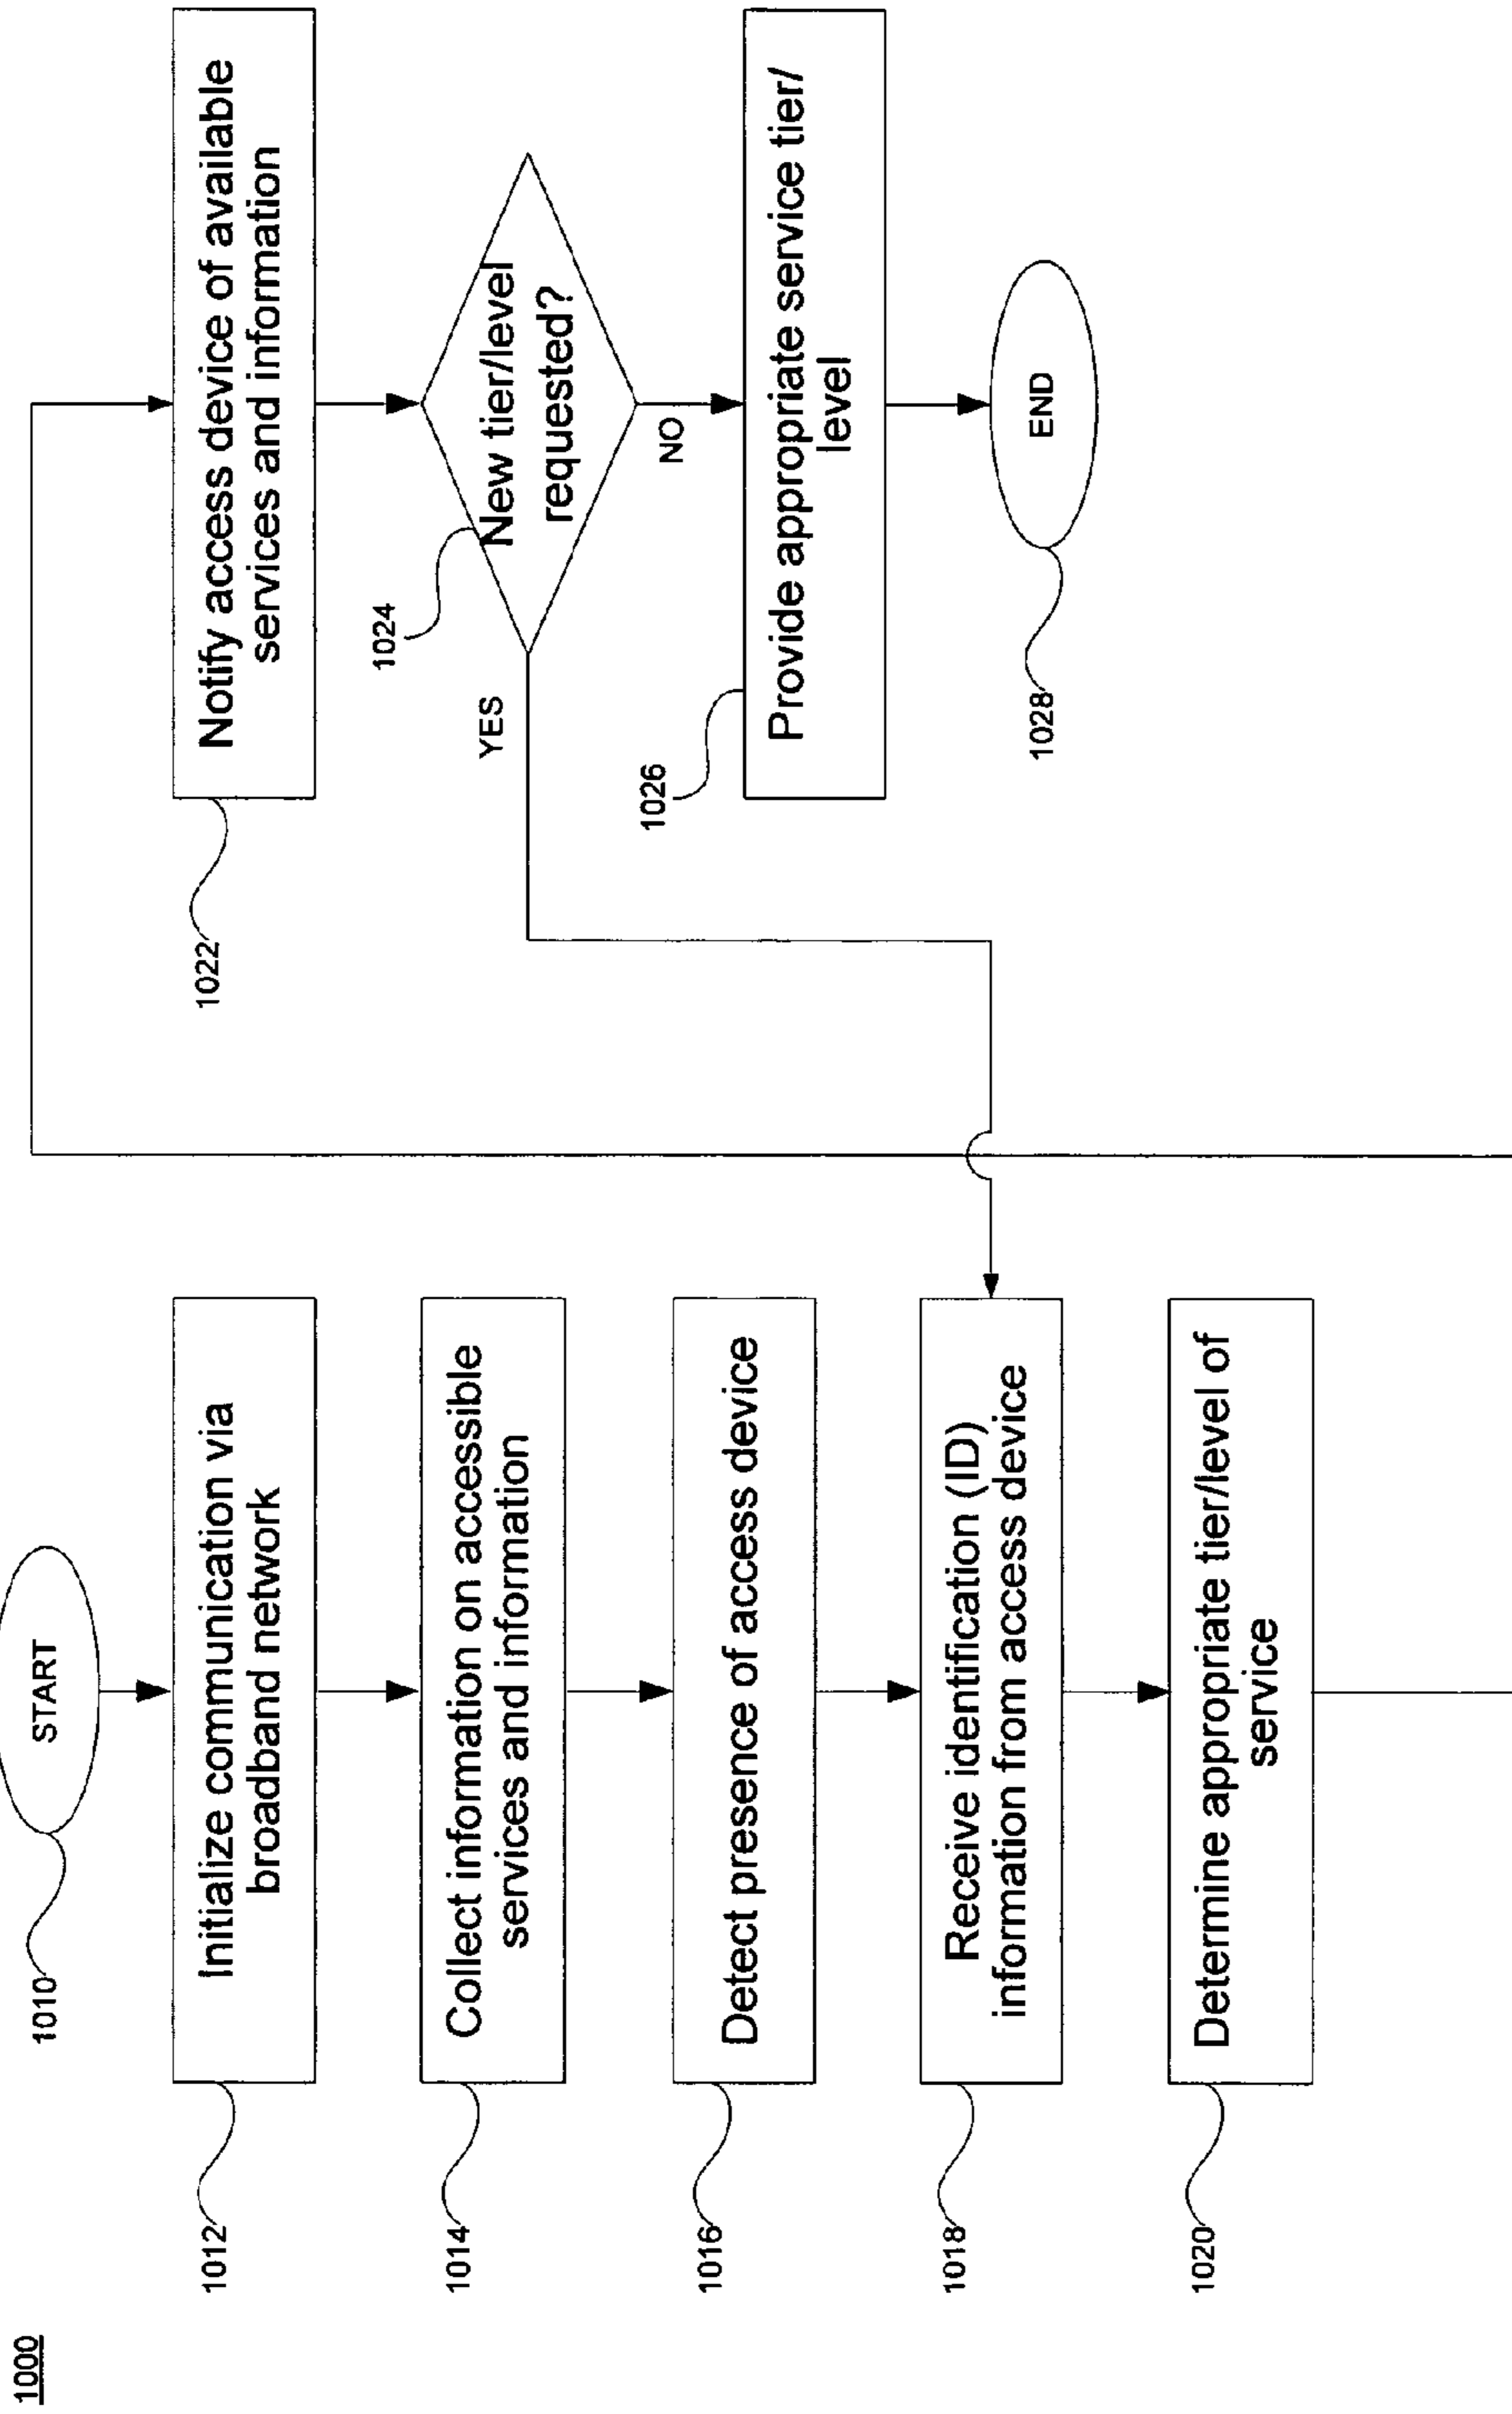 1000
START
1010
Initialize communication via
broadband network
1012
Collect information on accessible
services and information
1014
Detect presence of access device
1016
Receive identification (ID)
information from access device
1018
Determine appropriate tier/level of
service
1020
Notify access device of available
services and information
1022
New tier/level
requested?
1024
YES
NO
Provide appropriate service tier/
level
1026
END
1028